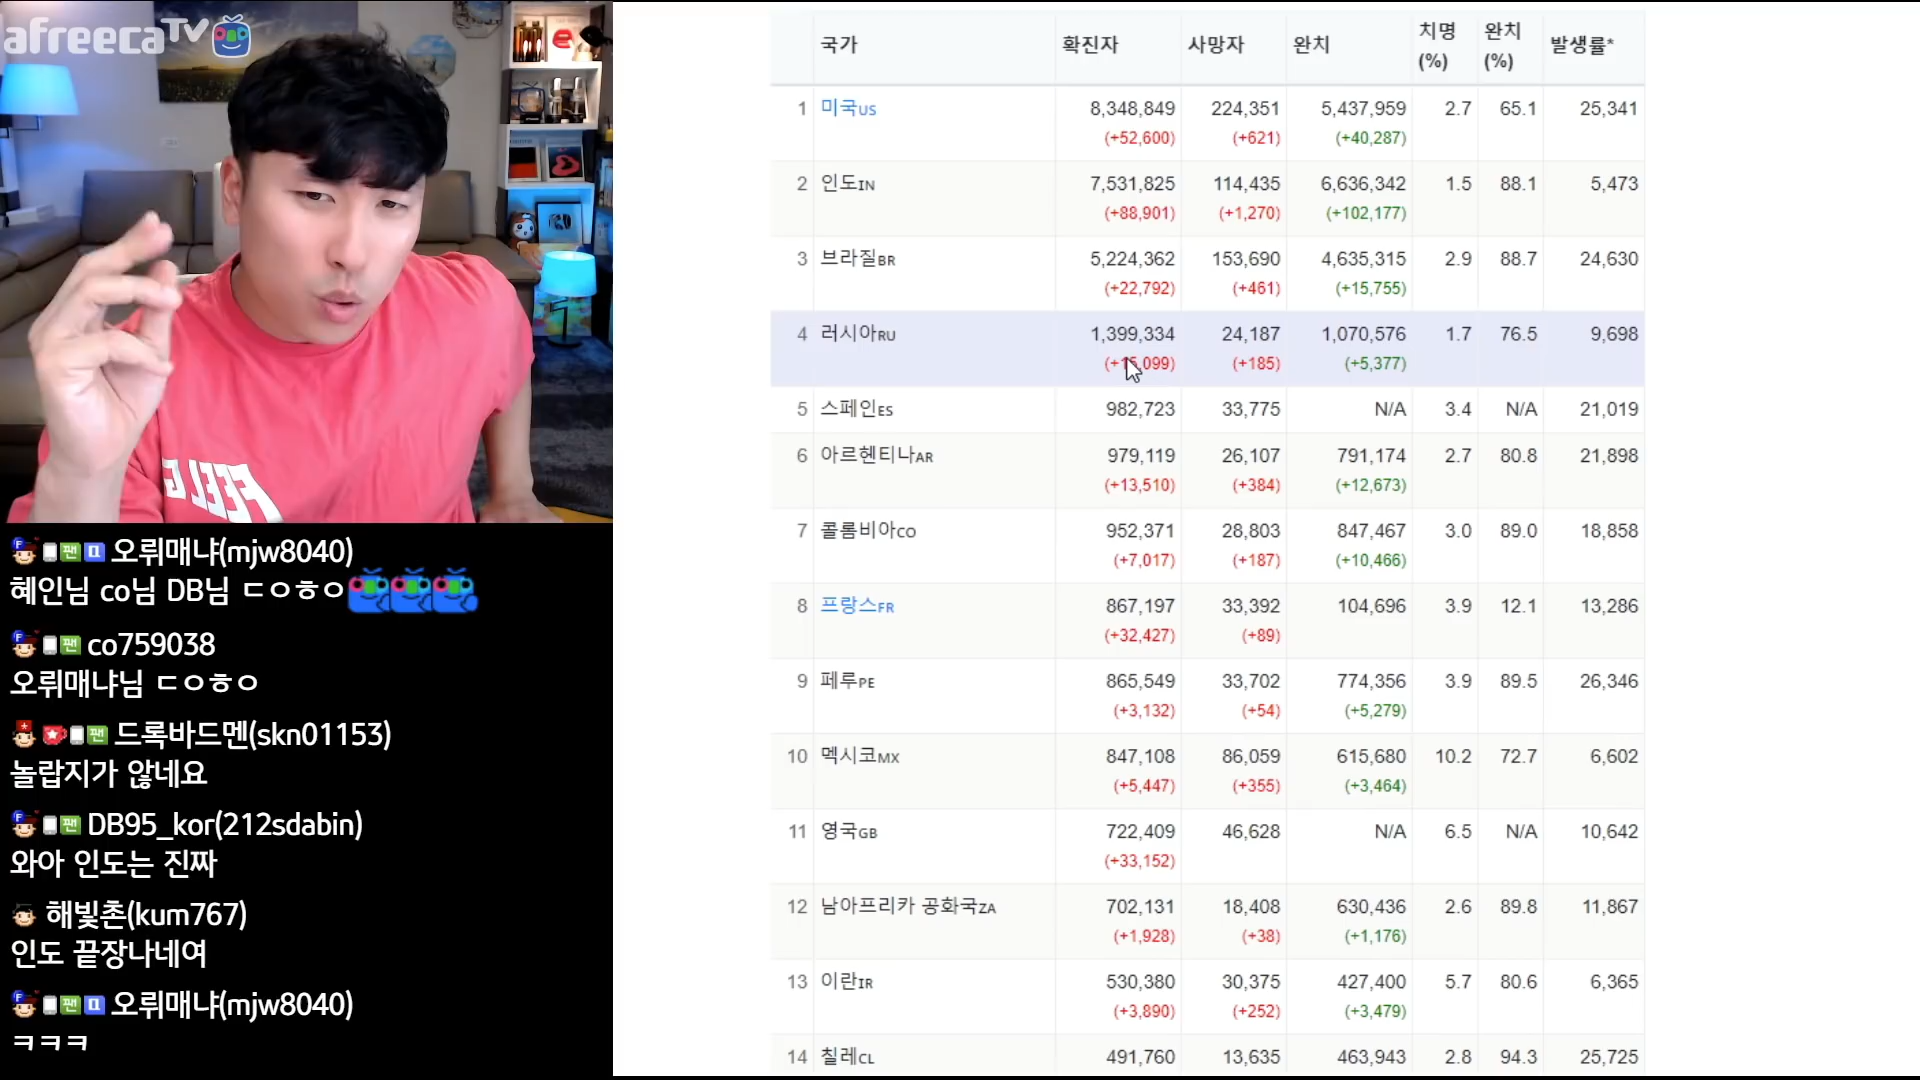 afreecaTV
오뤼매냐(mjw8040)
혜인님 co님 DB님 ㄷㅇㅎㅇ
co759038
오뤼매냐님 ㄷㅇㅎㅇ
드록바드멘(skn01153)
놀랍지가 않네요
DB95_kor(212sdabin)
와아 인도는 진짜
해빛촌(kum767)
인도 끝장나네여
오뤼매냐(mjw8040)
ㅋㅋㅋ
국가 확진자 사망자 완치 치명(%) 완치(%) 발생률*
1 미국US 8,348,849 224,351 5,437,959 2.7 65.1 25,341
(+52,600) (+621) (+40,287)
2 인도IN 7,531,825 114,435 6,636,342 1.5 88.1 5,473
(+88,901) (+1,270) (+102,177)
3 브라질BR 5,224,362 153,690 4,635,315 2.9 88.7 24,630
(+22,792) (+461) (+15,755)
4 러시아RU 1,399,334 24,187 1,070,576 1.7 76.5 9,698
(+15,099) (+185) (+5,377)
5 스페인ES 982,723 33,775 N/A 3.4 N/A 21,019
6 아르헨티나AR 979,119 26,107 791,174 2.7 80.8 21,898
(+13,510) (+384) (+12,673)
7 콜롬비아CO 952,371 28,803 847,467 3.0 89.0 18,858
(+7,017) (+187) (+10,466)
8 프랑스FR 867,197 33,392 104,696 3.9 12.1 13,286
(+32,427) (+89)
9 페루PE 865,549 33,702 774,356 3.9 89.5 26,346
(+3,132) (+54) (+5,279)
10 멕시코MX 847,108 86,059 615,680 10.2 72.7 6,602
(+5,447) (+355) (+3,464)
11 영국GB 722,409 46,628 N/A 6.5 N/A 10,642
(+33,152)
12 남아프리카 공화국ZA 702,131 18,408 630,436 2.6 89.8 11,867
(+1,928) (+38) (+1,176)
13 이란IR 530,380 30,375 427,400 5.7 80.6 6,365
(+3,890) (+252) (+3,479)
14 칠레CL 491,760 13,635 463,943 2.8 94.3 25,725